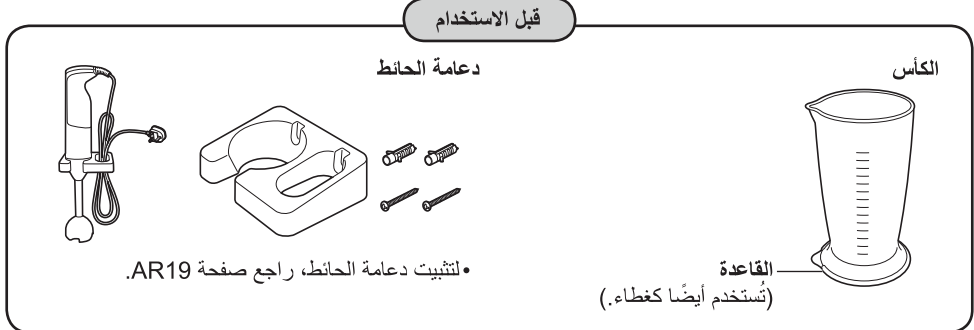 قبل الاستخدام
الكأس
القاعدة
(تُستخدم أيضًا كغطاء.)
دعامة الحائط
•لتثبيت دعامة الحائط، راجع صفحة AR19.